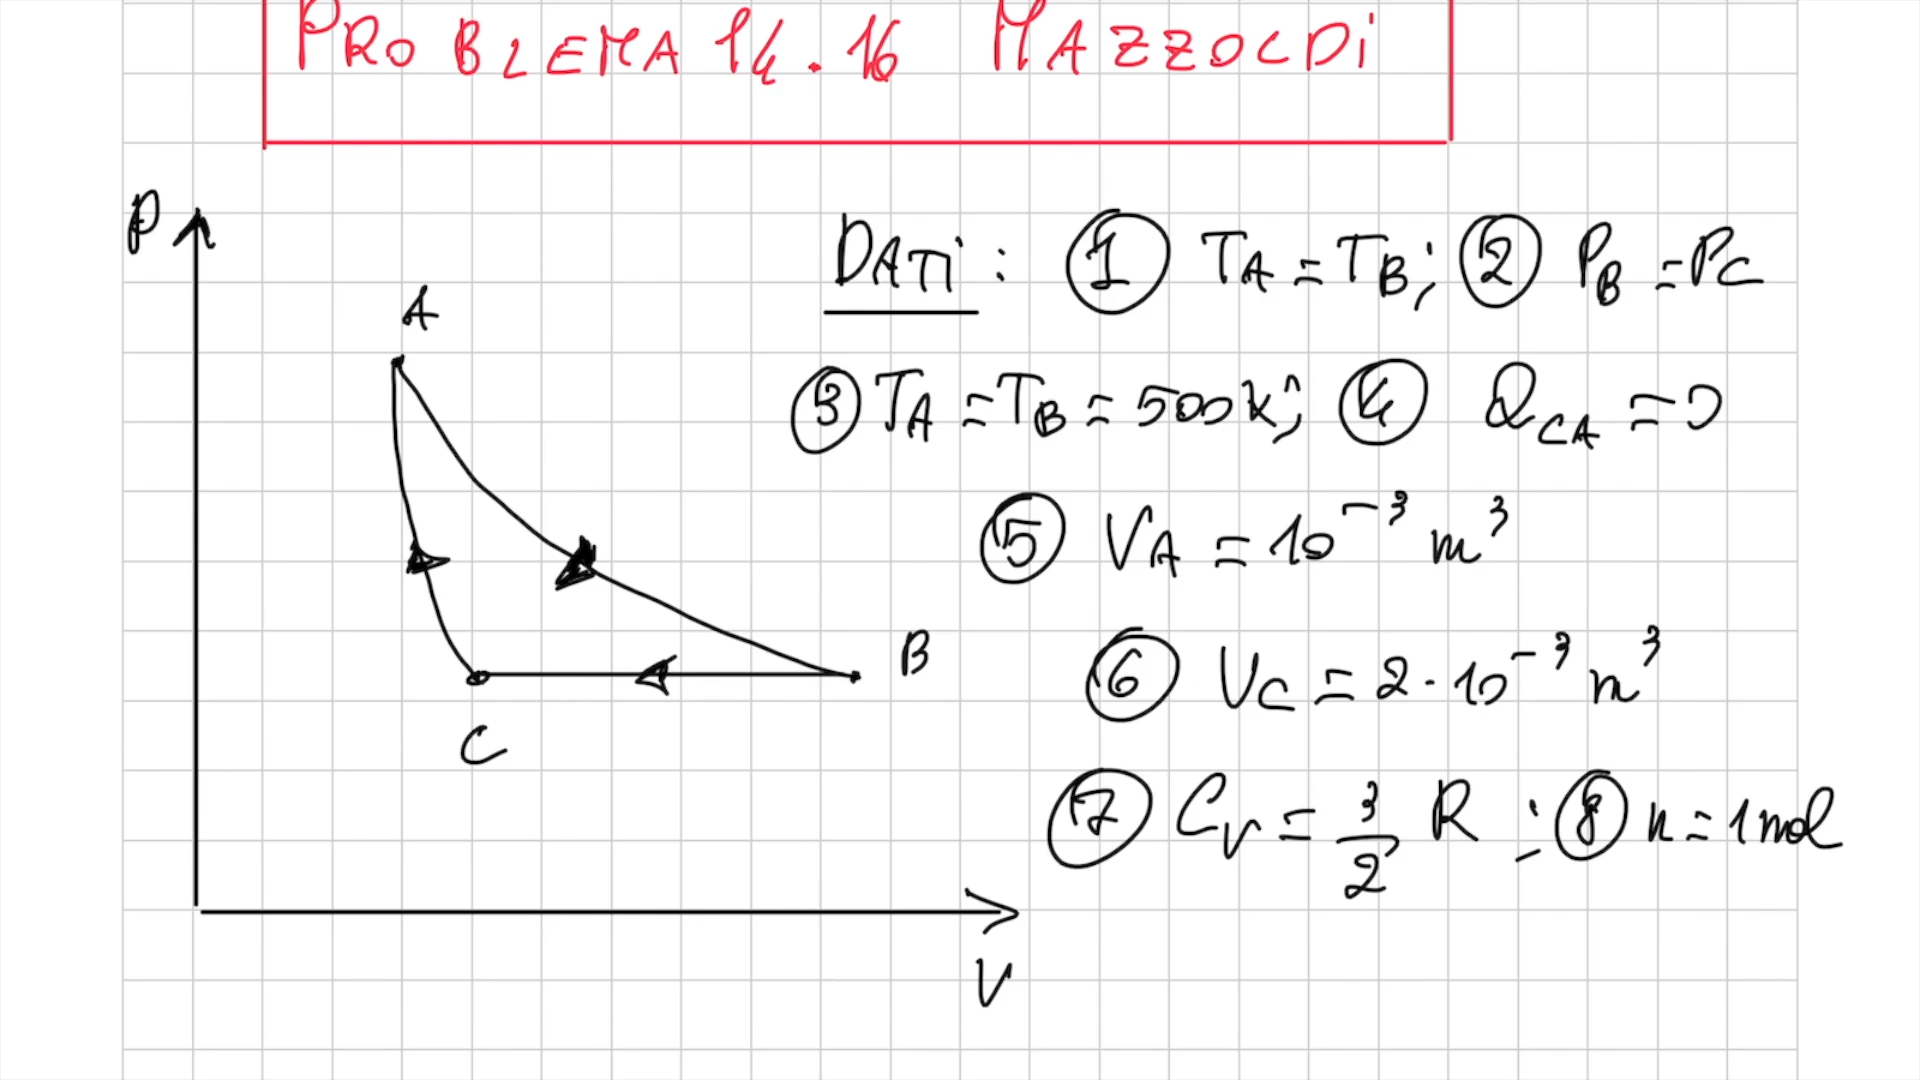 PROBLEMA 14.16 MAZZOLDi
P
DATi : ① TA = TB; ② PB = PC
A
③ TA = TB = 500 K; ④ QCA = 0
⑤ VA = 10⁻³ m³
B
⑥ VC = 2 · 10⁻³ m³
C
⑦ CV = 3/2 R ; ⑧ n = 1 mol
V